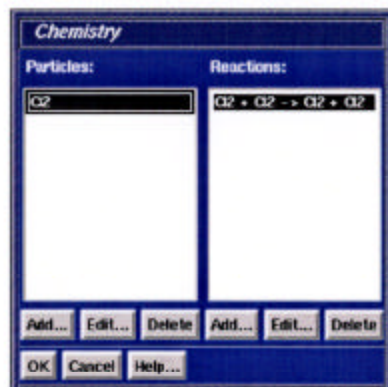 Chemistry
Particles:
Reactions:
Cl2
Cl2 + Cl2 -> Cl2 + Cl2
Add... Edit... Delete Add... Edit... Delete
OK Cancel Help...